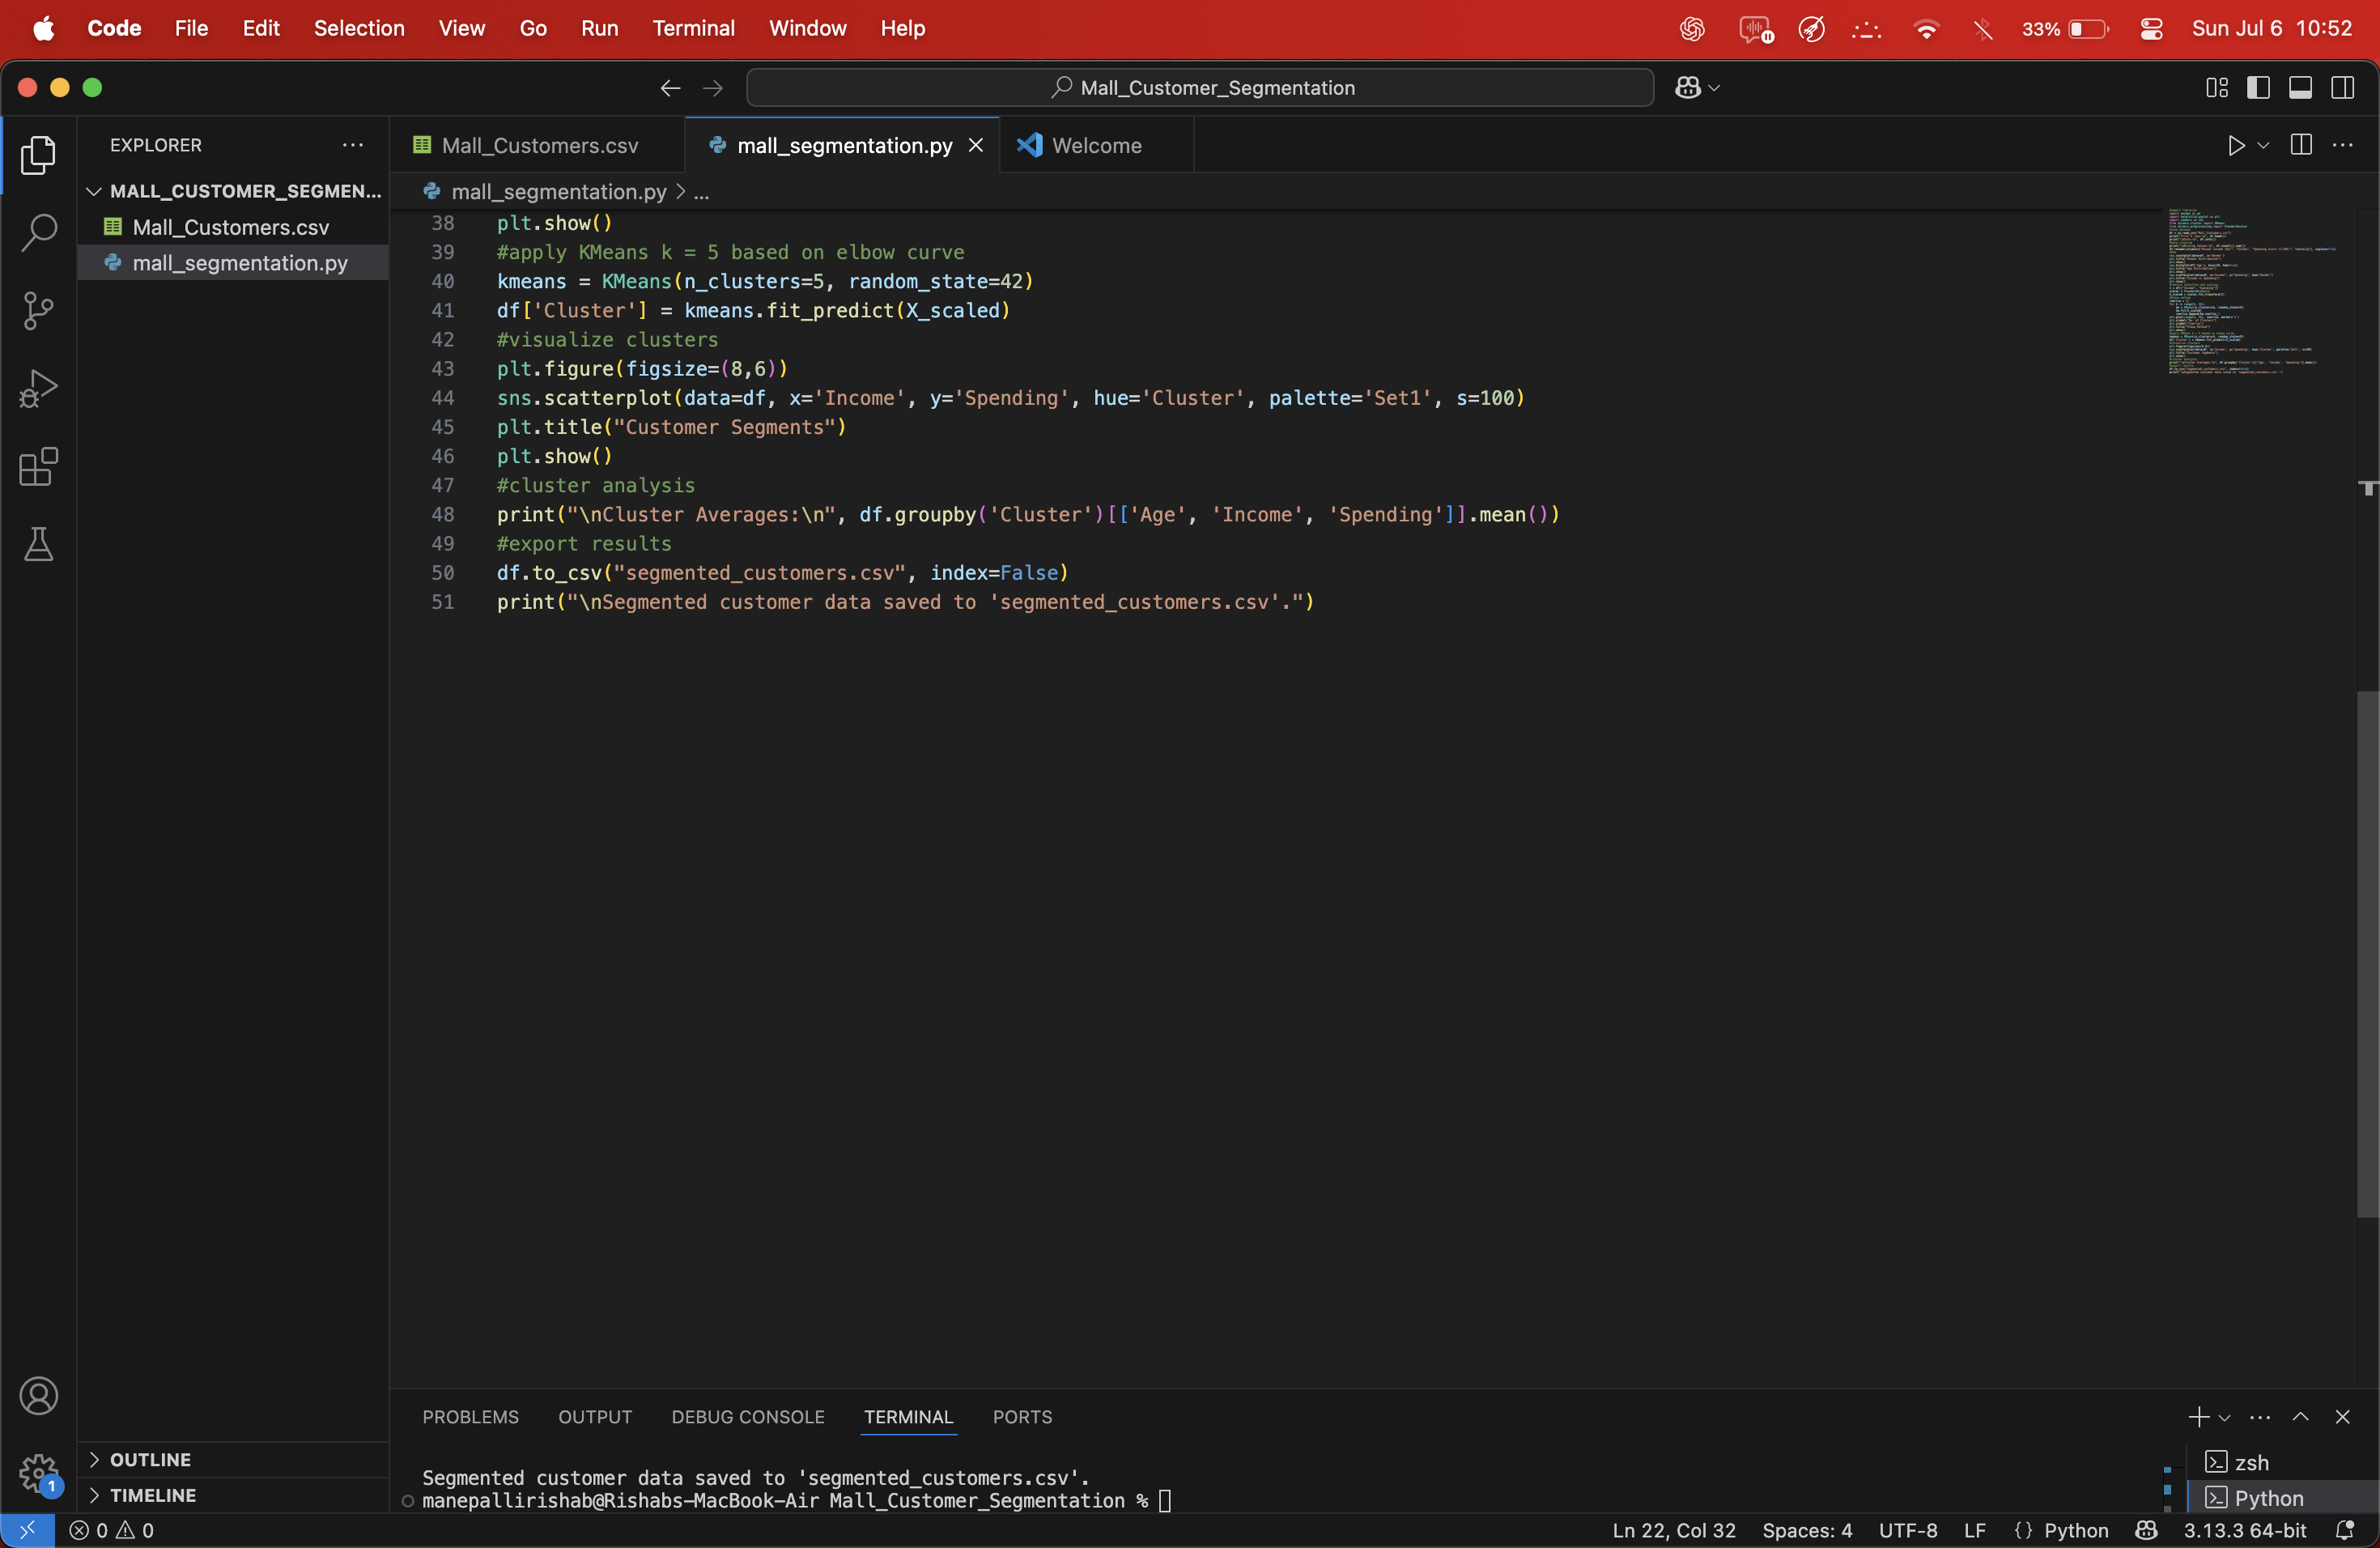 Code File Edit Selection View Go Run Terminal Window Help 33% Sun Jul 6 10:52
Mall_Customer_Segmentation
EXPLORER
MALL_CUSTOMER_SEGMEN...
Mall_Customers.csv
mall_segmentation.py
OUTLINE
TIMELINE
1
Mall_Customers.csv mall_segmentation.py Welcome
mall_segmentation.py > ...
38 plt.show()
39 #apply KMeans k = 5 based on elbow curve
40 kmeans = KMeans(n_clusters=5, random_state=42)
41 df['Cluster'] = kmeans.fit_predict(X_scaled)
42 #visualize clusters
43 plt.figure(figsize=(8,6))
44 sns.scatterplot(data=df, x='Income', y='Spending', hue='Cluster', palette='Set1', s=100)
45 plt.title("Customer Segments")
46 plt.show()
47 #cluster analysis
48 print("\nCluster Averages:\n", df.groupby('Cluster')[['Age', 'Income', 'Spending']].mean())
49 #export results
50 df.to_csv("segmented_customers.csv", index=False)
51 print("\nSegmented customer data saved to 'segmented_customers.csv'.")
PROBLEMS OUTPUT DEBUG CONSOLE TERMINAL PORTS
Segmented customer data saved to 'segmented_customers.csv'.
manepallirishab@Rishabs-MacBook-Air Mall_Customer_Segmentation %
zsh
Python
0 0 Ln 22, Col 32 Spaces: 4 UTF-8 LF {} Python 3.13.3 64-bit